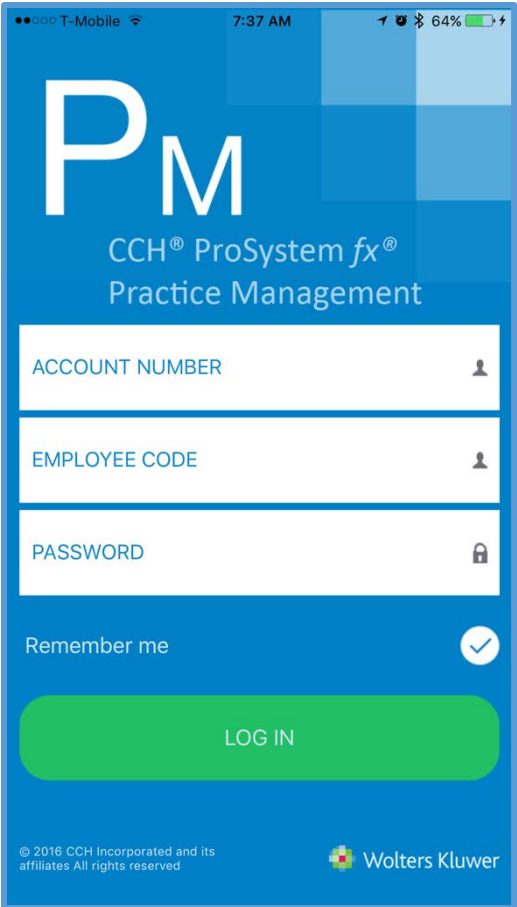 T-Mobile 7:37 AM 64%
PM
CCH® ProSystem fx®
Practice Management
ACCOUNT NUMBER
EMPLOYEE CODE
PASSWORD
Remember me
LOG IN
© 2016 CCH Incorporated and its
affiliates All rights reserved
Wolters Kluwer